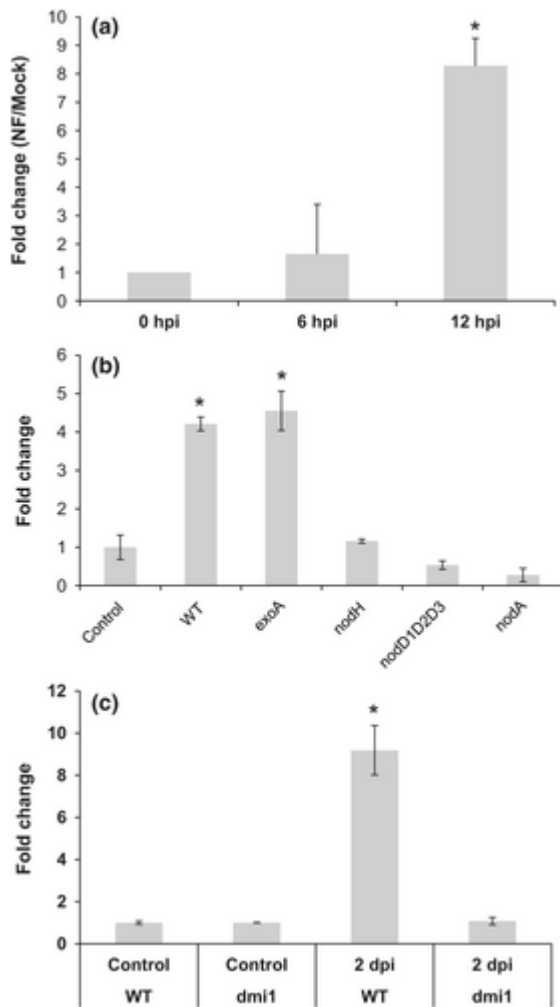 (a)
Fold change (NF/Mock)
10
9
8
7
6
5
4
3
2
1
0
*
0 hpi 6 hpi 12 hpi
(b)
Fold change
6
5
4
3
2
1
0
* *
Control WT exoA nodH nodD1D2D3 nodA
(c)
Fold change
12
10
8
6
4
2
0
*
Control Control 2 dpi 2 dpi
WT dmi1 WT dmi1